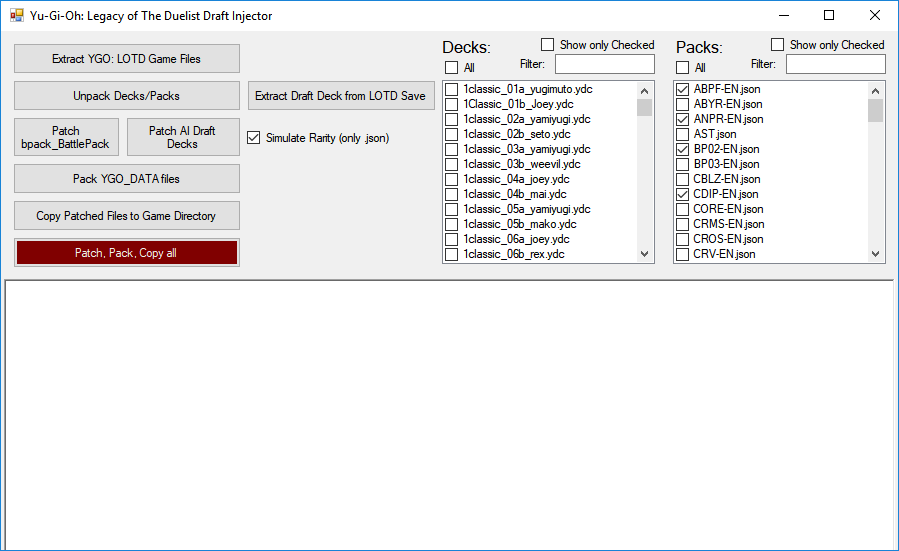 Yu-Gi-Oh: Legacy of The Duelist Draft Injector
Extract YGO: LOTD Game Files
Unpack Decks/Packs
Extract Draft Deck from LOTD Save
Patch
bpack_BattlePack
Patch AI Draft
Decks
Simulate Rarity (only .json)
Pack YGO_DATA files
Copy Patched Files to Game Directory
Patch, Pack, Copy all
Decks:
Show only Checked
All
Filter:
1classic_01a_yugimuto.ydc
1Classic_01b_Joey.ydc
1classic_02a_yamiyugi.ydc
1classic_02b_seto.ydc
1classic_03a_yamiyugi.ydc
1classic_03b_weevil.ydc
1classic_04a_joey.ydc
1classic_04b_mai.ydc
1classic_05a_yamiyugi.ydc
1classic_05b_mako.ydc
1classic_06a_joey.ydc
1classic_06b_rex.ydc
Packs:
Show only Checked
All
Filter:
ABPF-EN.json
ABYR-EN.json
ANPR-EN.json
AST.json
BP02-EN.json
BP03-EN.json
CBLZ-EN.json
CDIP-EN.json
CORE-EN.json
CRMS-EN.json
CROS-EN.json
CRV-EN.json